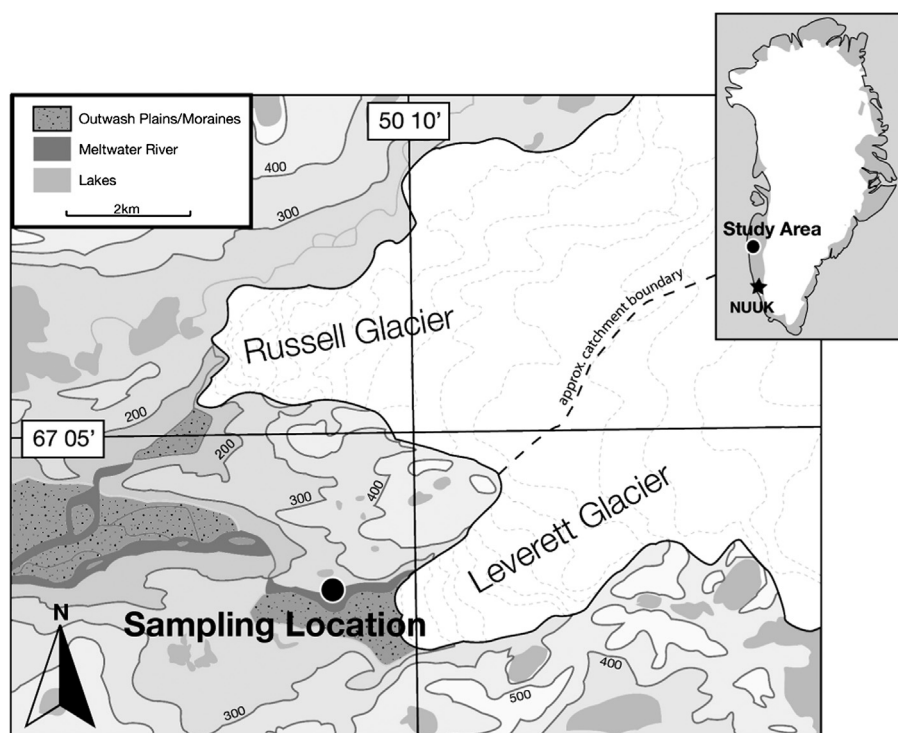 Outwash Plains/Moraines
Meltwater River
Lakes
2km
50 10'
400
300
Study Area
NUUK
approx. catchment boundary
Russell Glacier
200
67 05'
200
300
400
Leverett Glacier
N
Sampling Location
300
400
500